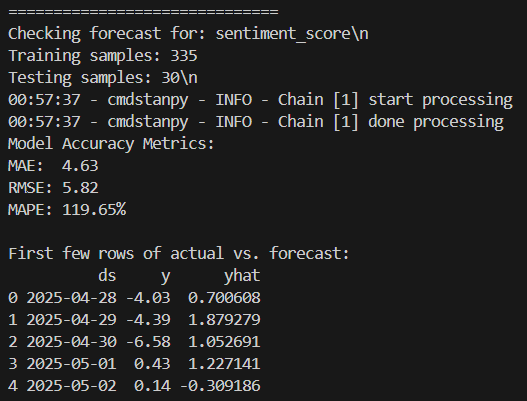 ==============================
Checking forecast for: sentiment_score\n
Training samples: 335
Testing samples: 30\n
00:57:37 - cmdstanpy - INFO - Chain [1] start processing
00:57:37 - cmdstanpy - INFO - Chain [1] done processing
Model Accuracy Metrics:
MAE:  4.63
RMSE: 5.82
MAPE: 119.65%

First few rows of actual vs. forecast:
          ds     y      yhat
0 2025-04-28 -4.03  0.700608
1 2025-04-29 -4.39  1.879279
2 2025-04-30 -6.58  1.052691
3 2025-05-01  0.43  1.227141
4 2025-05-02  0.14 -0.309186